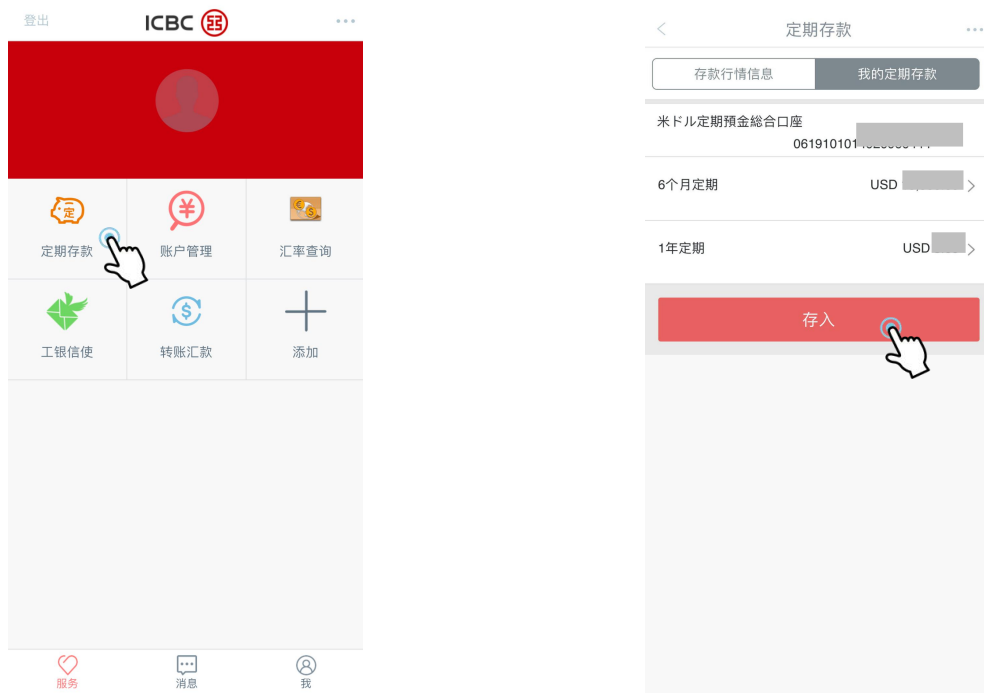 登出
ICBC
定
定期存款
账户管理
汇率查询
工银信使
转账汇款
添加
服务
消息
我
定期存款
存款行情信息
我的定期存款
米ドル定期預金総合口座
6个月定期
USD
1年定期
USD
存入